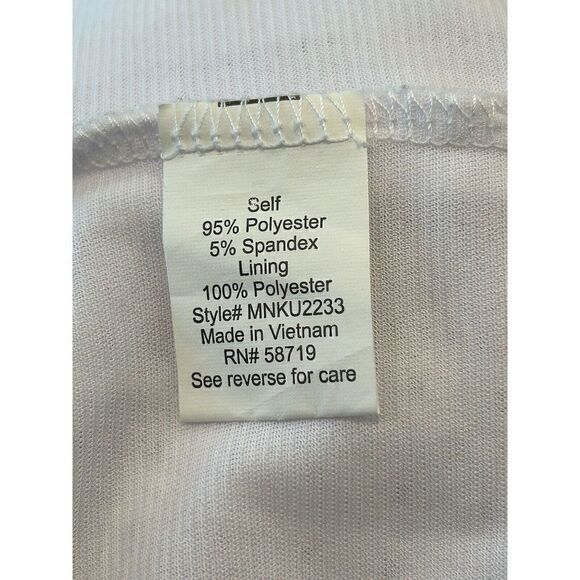 Self
95% Polyester
5% Spandex
Lining
100% Polyester
Style# MNKU2233
Made in Vietnam
RN# 58719
See reverse for care